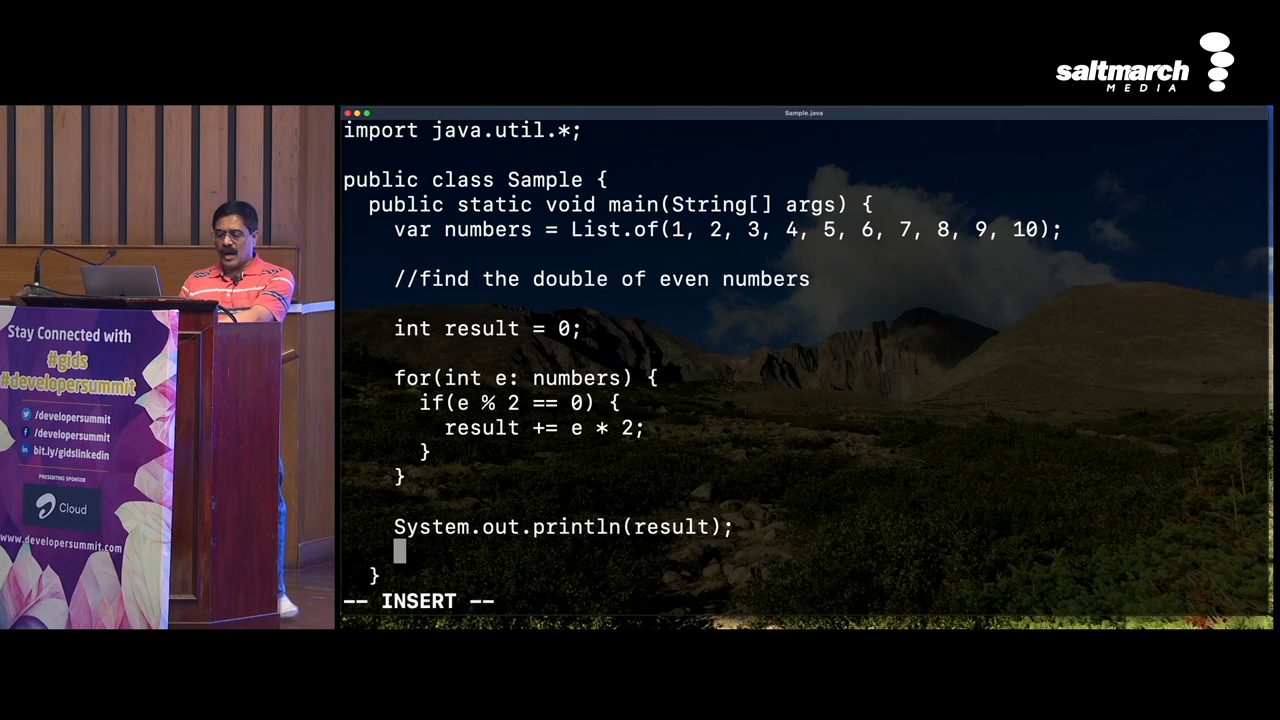 saltmarch
MEDIA
Sample.java
import java.util.*;
public class Sample {
public static void main(String[] args) {
var numbers = List.of(1, 2, 3, 4, 5, 6, 7, 8, 9, 10);
//find the double of even numbers
int result = 0;
for(int e: numbers) {
if(e % 2 == 0) {
result += e * 2;
}
}
System.out.println(result);
}
-- INSERT --
Stay Connected with
#gids
#developersummit
/developersummit
/developersummit
bit.ly/gidslinkedin
PRESENTING SPONSOR
Cloud
www.developersummit.com